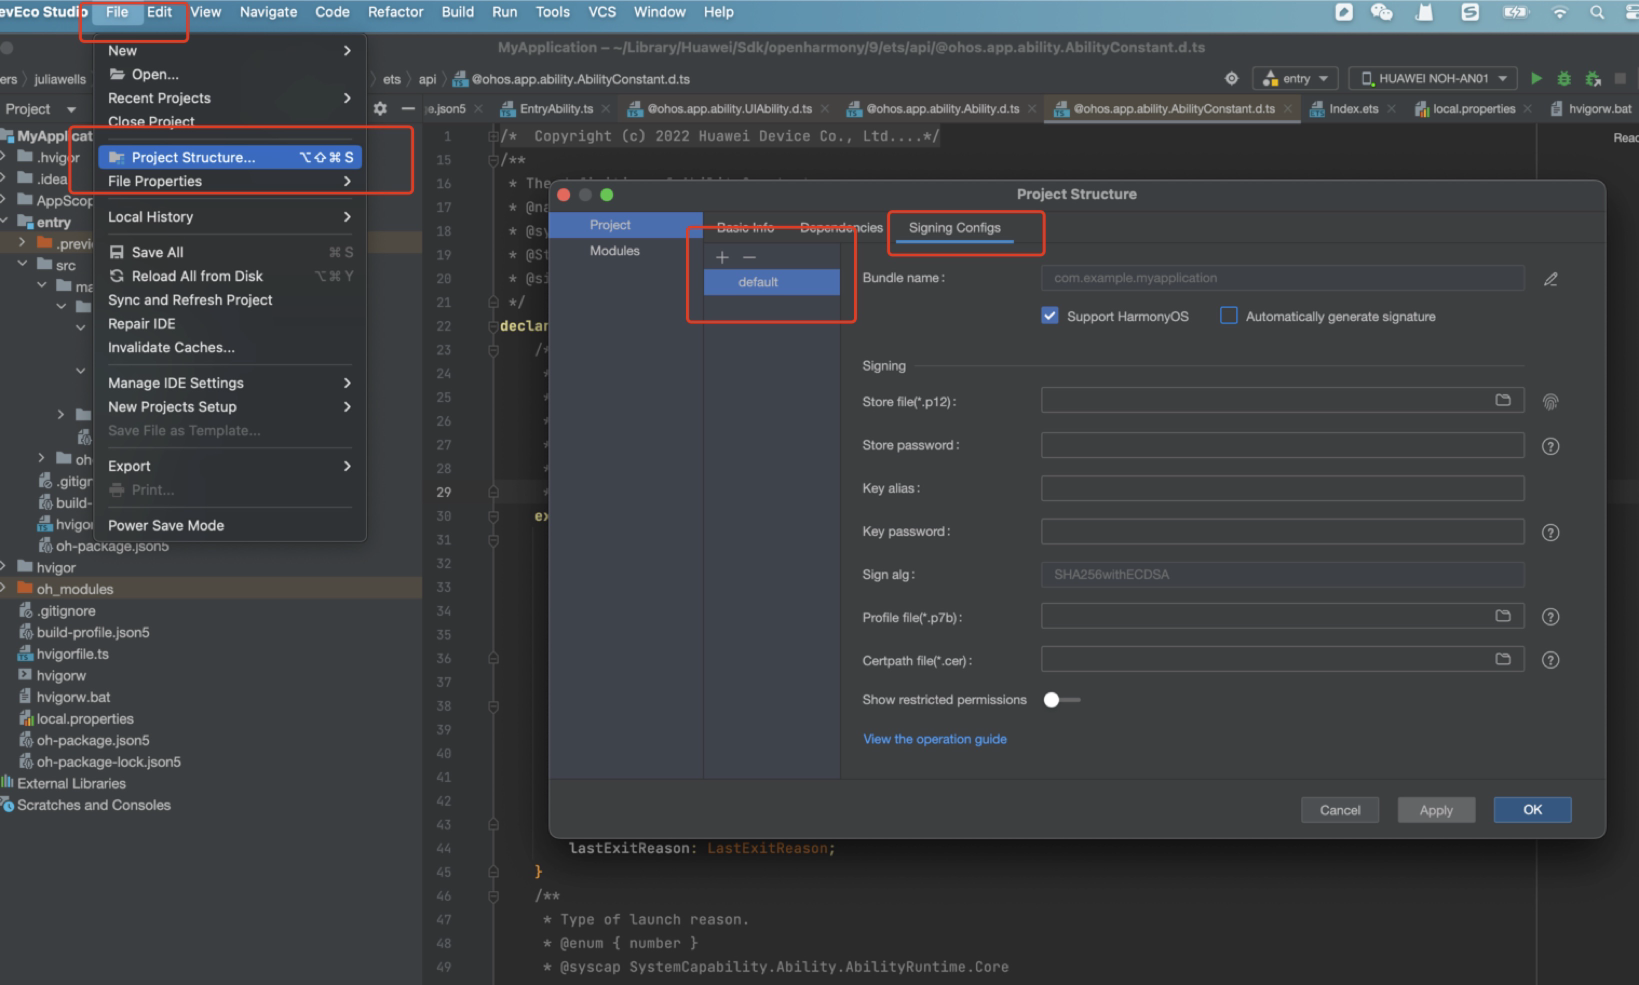 evEco Studio File Edit View Navigate Code Refactor Build Run Tools VCS Window Help
MyApplication – ~/Library/Huawei/Sdk/openharmony/9/ets/api/@ohos.app.ability.AbilityConstant.d.ts
ers juliawells ets api @ohos.app.ability.AbilityConstant.d.ts entry HUAWEI NOH-AN01
Project e.json5 EntryAbility.ts @ohos.app.ability.UIAbility.d.ts @ohos.app.ability.Ability.d.ts @ohos.app.ability.AbilityConstant.d.ts Index.ets local.properties hvigorw.bat
New
Open...
Recent Projects
Close Project
Project Structure... ⌥⇧⌘S
File Properties
Local History
Save All ⌘S
Reload All from Disk ⌥⌘Y
Sync and Refresh Project
Repair IDE
Invalidate Caches...
Manage IDE Settings
New Projects Setup
Save File as Template...
Export
Print...
Power Save Mode
MyApplicat
.hvigor
.idea
AppScop
entry
.previ
src
ma
oh
.gitign
build-
hvigor
oh-package.json5
hvigor
oh_modules
.gitignore
build-profile.json5
hvigorfile.ts
hvigorw
hvigorw.bat
local.properties
oh-package.json5
oh-package-lock.json5
External Libraries
Scratches and Consoles
1 /* Copyright (c) 2022 Huawei Device Co., Ltd....*/
Read
15 /**
16 * The
17 * @na
18 * @sy
19 * @St
20 * @si
21 */
22 declar
23 /*
24 *
25 *
26 *
27 *
28 *
29 *
30 ex
31
32
33
34
35
36
37
38
39
40
41
42
43
44 lastExitReason: LastExitReason;
45 }
46 /**
47 * Type of launch reason.
48 * @enum { number }
49 * @syscap SystemCapability.Ability.AbilityRuntime.Core
Project Structure
Project
Modules
Basic Info Dependencies Signing Configs
+ −
default
Bundle name: com.example.myapplication
Support HarmonyOS Automatically generate signature
Signing
Store file(*.p12):
Store password: ?
Key alias:
Key password: ?
Sign alg: SHA256withECDSA
Profile file(*.p7b): ?
Certpath file(*.cer): ?
Show restricted permissions
View the operation guide
Cancel Apply OK